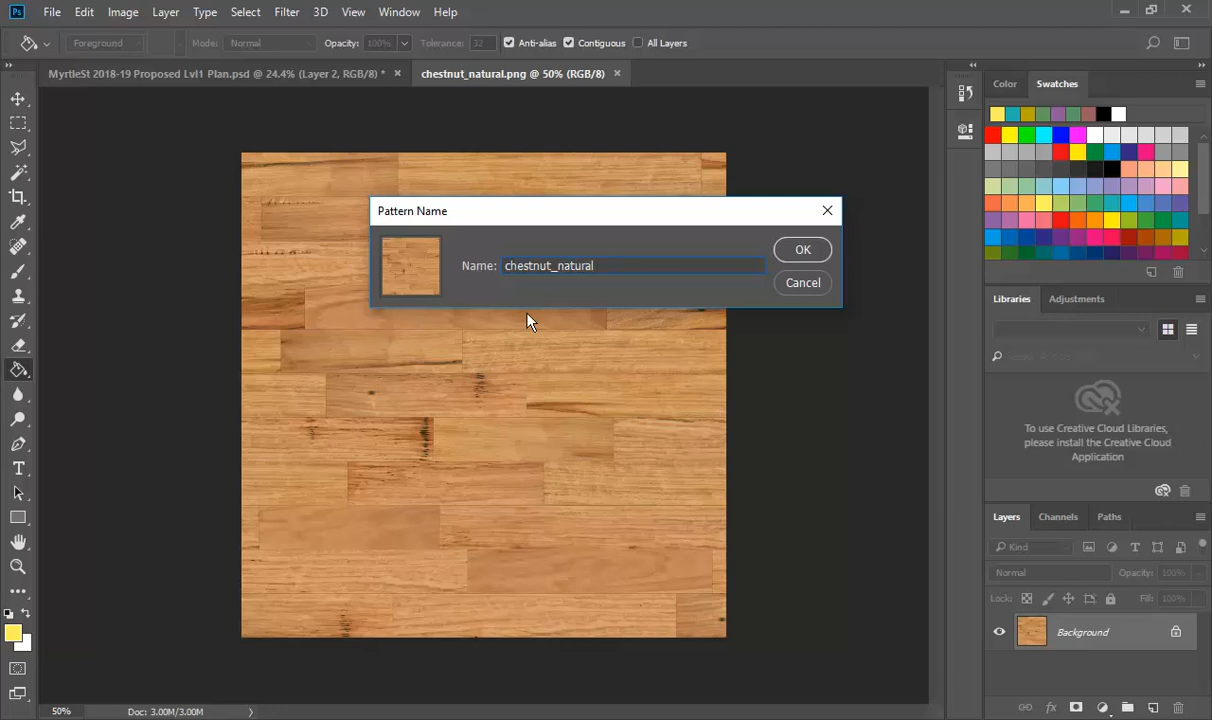 Ps File Edit Image Layer Type Select Filter 3D View Window Help
Foreground Mode: Normal Opacity: 100% Tolerance: 32 Anti-alias Contiguous All Layers
MyrtleSt 2018-19 Proposed Lvl1 Plan.psd @ 24.4% (Layer 2, RGB/8) * chestnut_natural.png @ 50% (RGB/8)
Color Swatches
Pattern Name
Name: chestnut_natural
OK
Cancel
Libraries Adjustments
To use Creative Cloud Libraries,
please install the Creative Cloud
Application
Layers Channels Paths
Kind
Normal Opacity: 100%
Lock: Fill: 100%
Background
50% Doc: 3.00M/3.00M